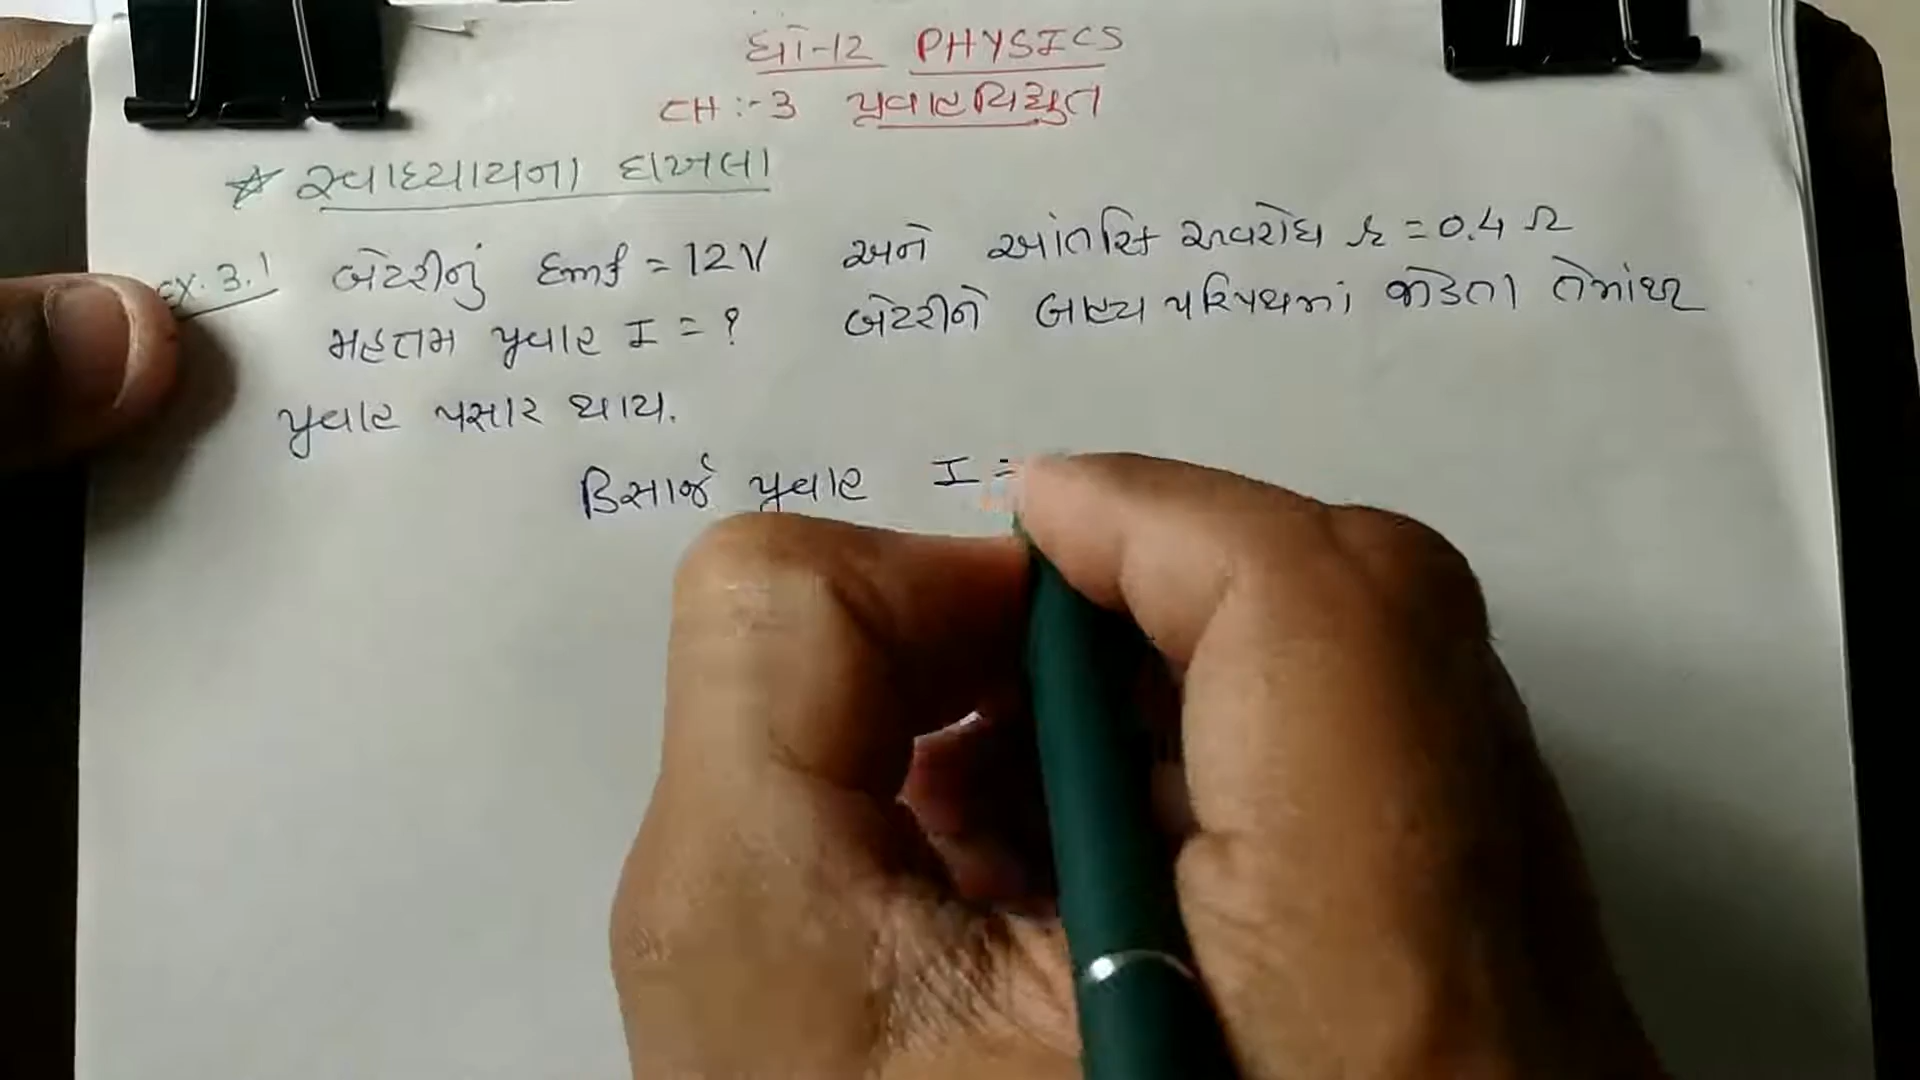 ધો-12 PHYSICS
CH :- 3 પ્રવાહવિદ્યુત
☆ સ્વાધ્યાયના દાખલા
EX. 3.1 બેટરીનું Emf = 12V અને આંતરિક અવરોધ r = 0.4 Ω
મહત્તમ પ્રવાહ I = ? બેટરીને બાહ્ય પરિપથમાં જોડતા તેમાંથી
પ્રવાહ પસાર થાય.
ડિસ્ચાર્જ પ્રવાહ I =